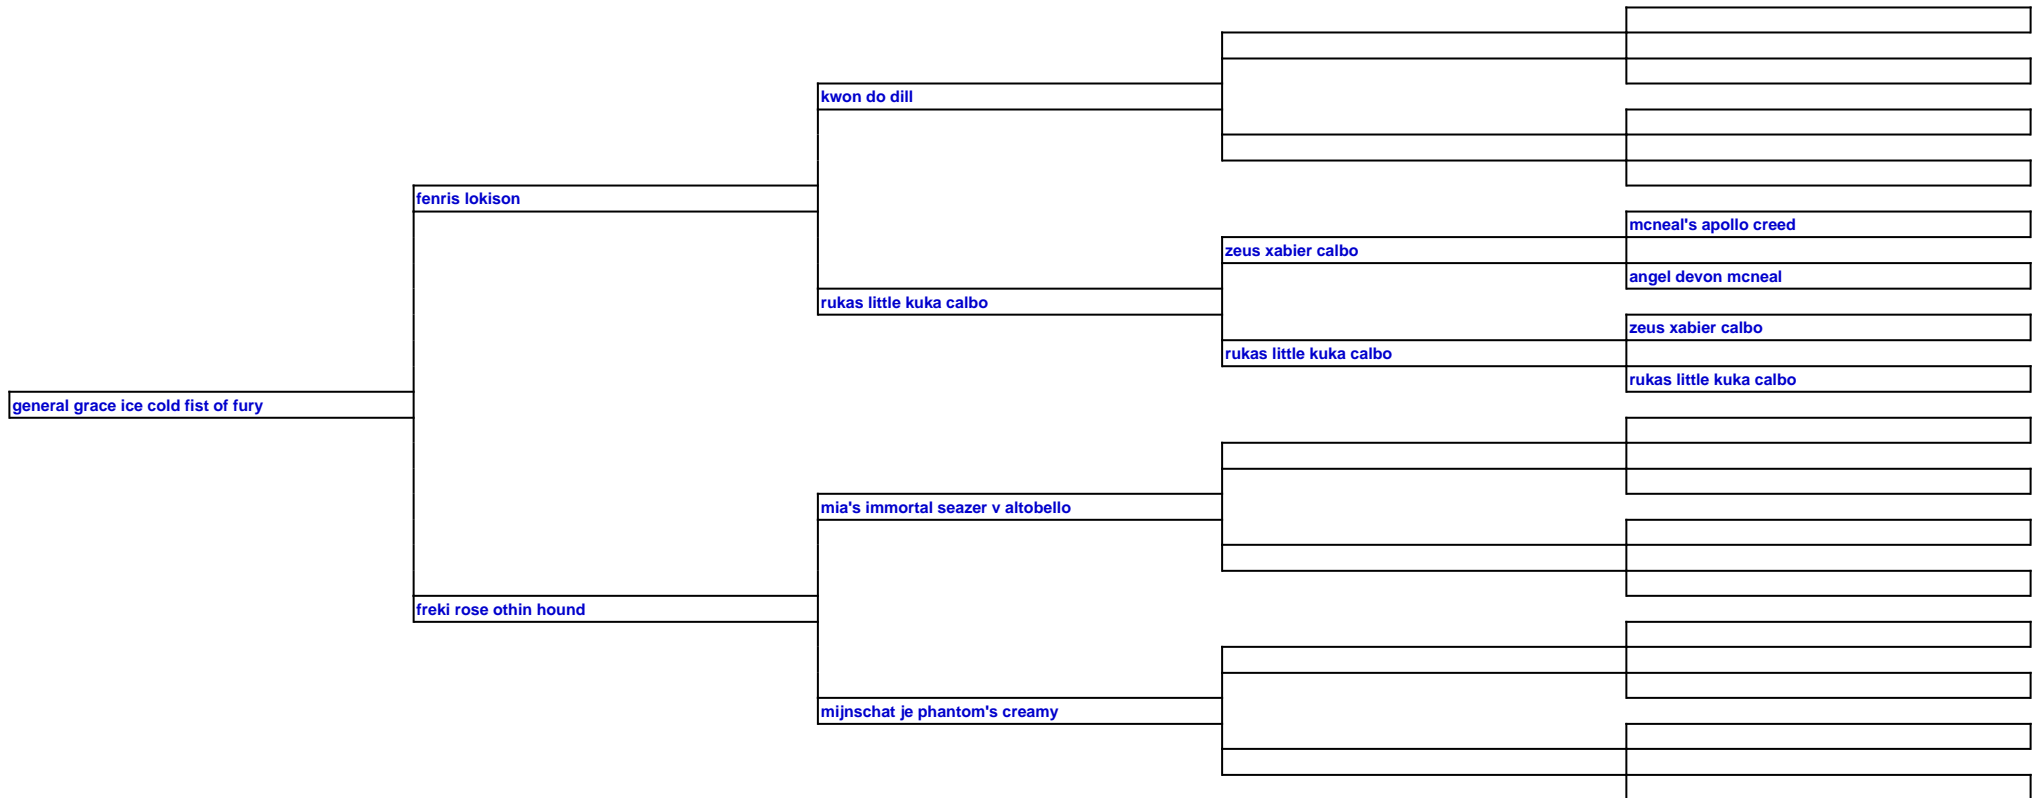 kwon do dill
fenris lokison
mcneal's apollo creed
zeus xabier calbo
angel devon mcneal
rukas little kuka calbo
zeus xabier calbo
rukas little kuka calbo
rukas little kuka calbo
general grace ice cold fist of fury
mia's immortal seazer v altobello
freki rose othin hound
mijnschat je phantom's creamy